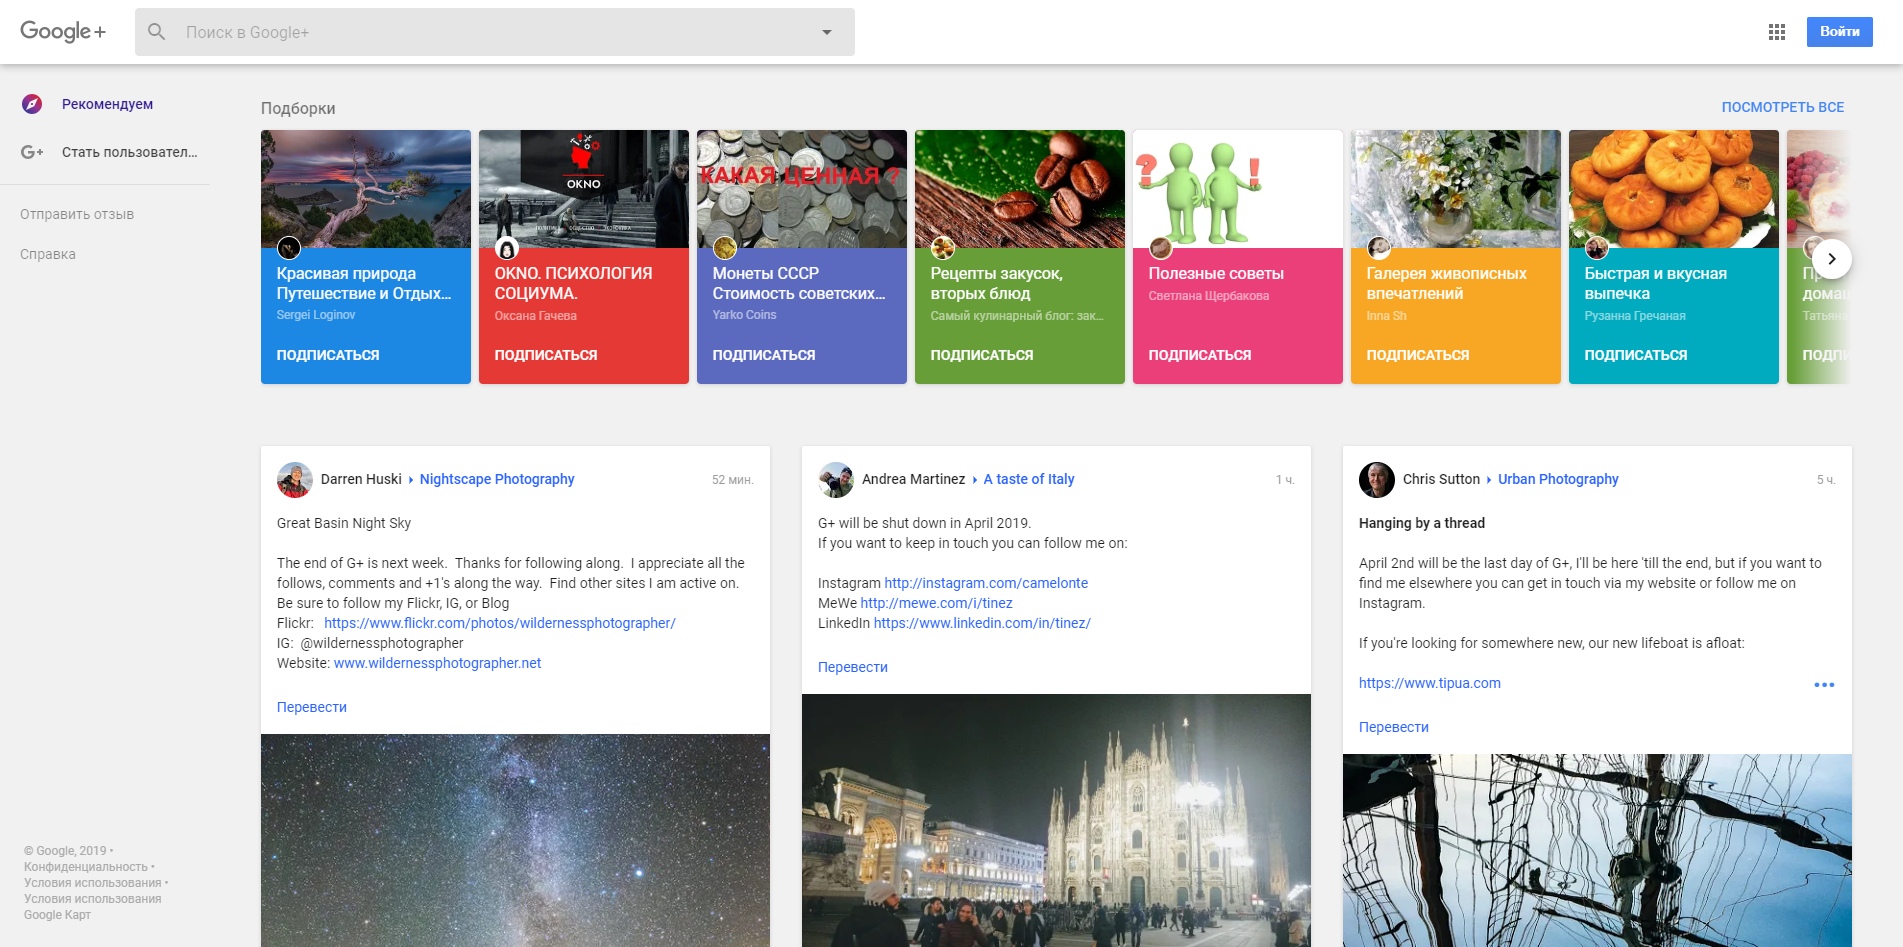 Google+
Поиск в Google+
Войти
Рекомендуем
Стать пользовател...
Отправить отзыв
Справка
Подборки
ПОСМОТРЕТЬ ВСЕ
OKNO
КАКАЯ ЦЕННАЯ ?
? !
Красивая природа
Путешествие и Отдых...
Sergei Loginov
ПОДПИСАТЬСЯ
OKNO. ПСИХОЛОГИЯ
СОЦИУМА.
Оксана Гачева
ПОДПИСАТЬСЯ
Монеты СССР
Стоимость советских...
Yarko Coins
ПОДПИСАТЬСЯ
Рецепты закусок,
вторых блюд
Самый кулинарный блог: зак...
ПОДПИСАТЬСЯ
Полезные советы
Светлана Щербакова
ПОДПИСАТЬСЯ
Галерея живописных
впечатлений
Inna Sh
ПОДПИСАТЬСЯ
Быстрая и вкусная
выпечка
Рузанна Гречаная
ПОДПИСАТЬСЯ
Татьяна
Darren Huski Nightscape Photography 52 мин.
Great Basin Night Sky
The end of G+ is next week. Thanks for following along. I appreciate all the
follows, comments and +1's along the way. Find other sites I am active on.
Be sure to follow my Flickr, IG, or Blog
Flickr: https://www.flickr.com/photos/wildernessphotographer/
IG: @wildernessphotographer
Website: www.wildernessphotographer.net
Перевести
Andrea Martinez A taste of Italy 1 ч.
G+ will be shut down in April 2019.
If you want to keep in touch you can follow me on:
Instagram http://instagram.com/camelonte
MeWe http://mewe.com/i/tinez
LinkedIn https://www.linkedin.com/in/tinez/
Перевести
Chris Sutton Urban Photography 5 ч.
Hanging by a thread
April 2nd will be the last day of G+, I'll be here 'till the end, but if you want to
find me elsewhere you can get in touch via my website or follow me on
Instagram.
If you're looking for somewhere new, our new lifeboat is afloat:
https://www.tipua.com
Перевести
© Google, 2019 •
Конфиденциальность •
Условия использования •
Условия использования
Google Карт